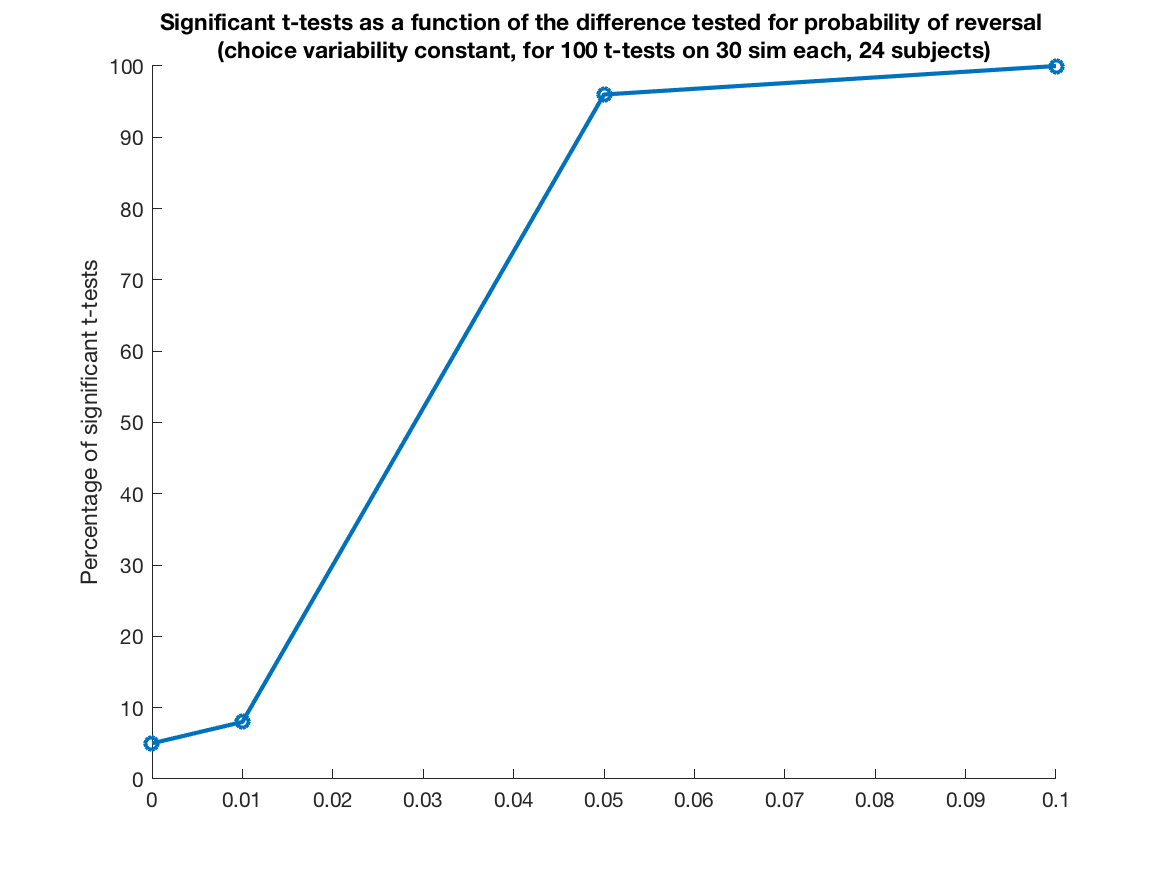 Significant t-tests as a function of the difference tested for probability of reversal
(choice variability constant, for 100 t-tests on 30 sim each, 24 subjects)
100
90
80
70
60
50
40
30
20
10
0
Percentage of significant t-tests
0 0.01 0.02 0.03 0.04 0.05 0.06 0.07 0.08 0.09 0.1